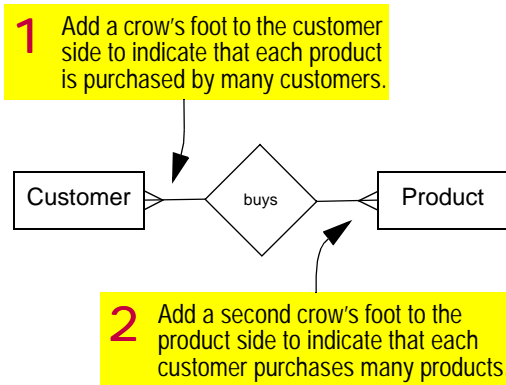 1 Add a crow's foot to the customer
side to indicate that each product
is purchased by many customers.
Customer
buys
Product
2 Add a second crow's foot to the
product side to indicate that each
customer purchases many products